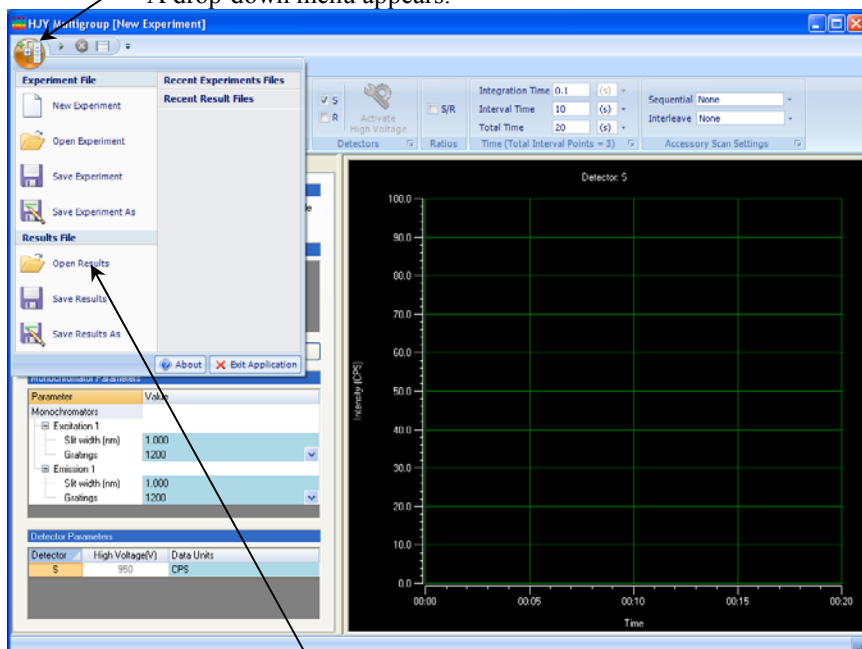 A drop-down menu appears.
HJY Multigroup [New Experiment]
Experiment File
New Experiment
Open Experiment
Save Experiment
Save Experiment As
Results File
Open Results
Save Results
Save Results As
Recent Experiments Files
Recent Result Files
About
Exit Application
S
R
Activate
High Voltage
Detectors
S/R
Ratios
Integration Time 0.1 (s)
Interval Time 10 (s)
Total Time 20 (s)
Time (Total Interval Points = 3)
Sequential None
Interleave None
Accessory Scan Settings
Monochromator Parameters
Parameter Value
Monochromators
Excitation 1
Slit width (nm) 1.000
Gratings 1200
Emission 1
Slit width (nm) 1.000
Gratings 1200
Detector Parameters
Detector High Voltage(V) Data Units
S 950 CPS
Detector: S
Intensity (CPS)
100.0
90.0
80.0
70.0
60.0
50.0
40.0
30.0
20.0
10.0
0.0
00:00 00:05 00:10 00:15 00:20
Time